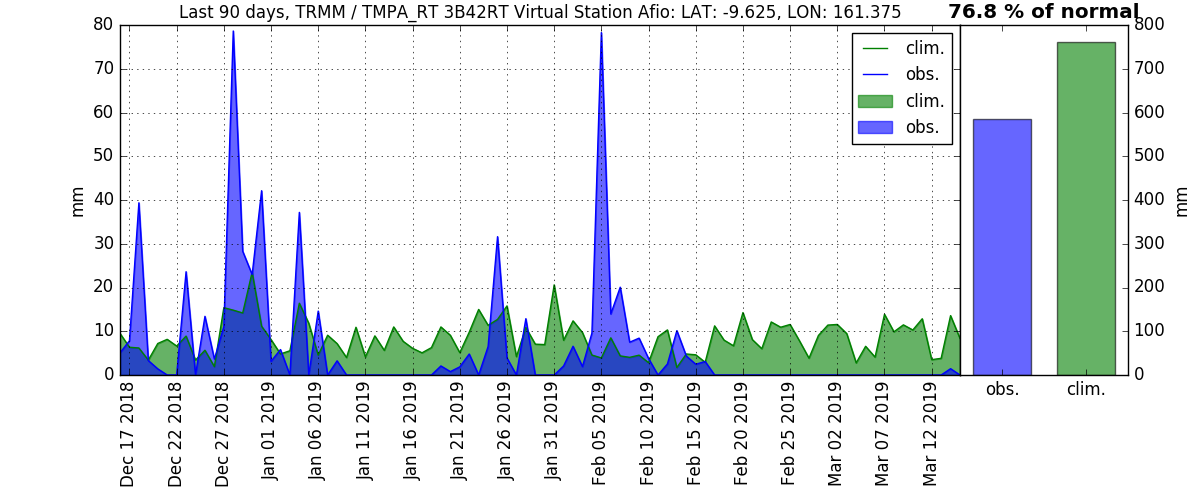 Last 90 days, TRMM / TMPA_RT 3B42RT Virtual Station Afio: LAT: -9.625, LON: 161.375
76.8 % of normal
80
70
60
50
40
30
20
10
0
mm
clim.
obs.
clim.
obs.
Dec 17 2018
Dec 22 2018
Dec 27 2018
Jan 01 2019
Jan 06 2019
Jan 11 2019
Jan 16 2019
Jan 21 2019
Jan 26 2019
Jan 31 2019
Feb 05 2019
Feb 10 2019
Feb 15 2019
Feb 20 2019
Feb 25 2019
Mar 02 2019
Mar 07 2019
Mar 12 2019
800
700
600
500
400
300
200
100
0
mm
obs.
clim.